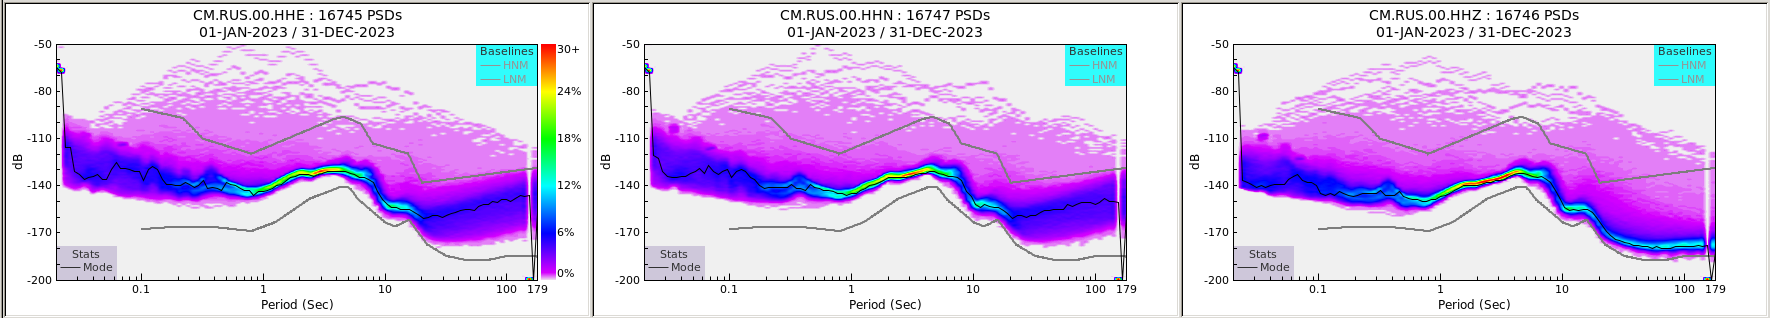 CM.RUS.00.HHE : 16745 PSDs
01-JAN-2023 / 31-DEC-2023
-50
-80
-110
-140
-170
-200
dB
Baselines
HNM
LNM
Stats
Mode
30+
24%
18%
12%
6%
0%
0.1
1
10
100
179
Period (Sec)
CM.RUS.00.HHN : 16747 PSDs
01-JAN-2023 / 31-DEC-2023
-50
-80
-110
-140
-170
-200
dB
Baselines
HNM
LNM
Stats
Mode
0.1
1
10
100
179
Period (Sec)
CM.RUS.00.HHZ : 16746 PSDs
01-JAN-2023 / 31-DEC-2023
-50
-80
-110
-140
-170
-200
dB
Baselines
HNM
LNM
Stats
Mode
0.1
1
10
100
179
Period (Sec)